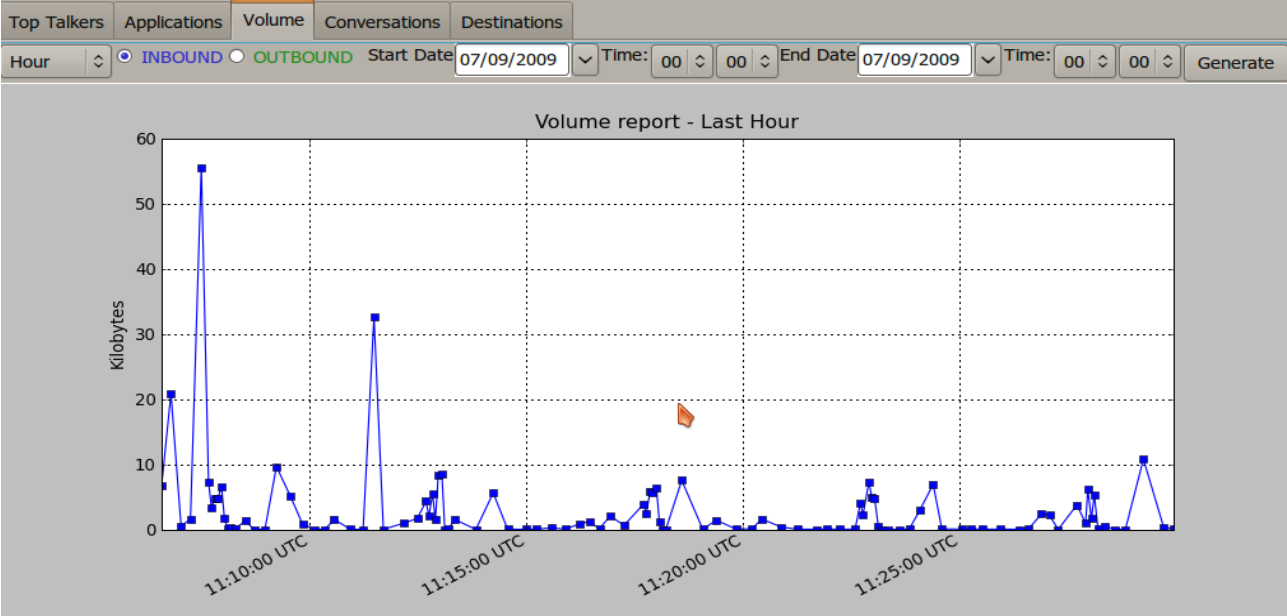 Top Talkers Applications Volume Conversations Destinations
Hour INBOUND OUTBOUND Start Date 07/09/2009 Time: 00 00 End Date 07/09/2009 Time: 00 00 Generate
Volume report - Last Hour
60
50
40
30
20
10
0
Kilobytes
11:10:00 UTC 11:15:00 UTC 11:20:00 UTC 11:25:00 UTC